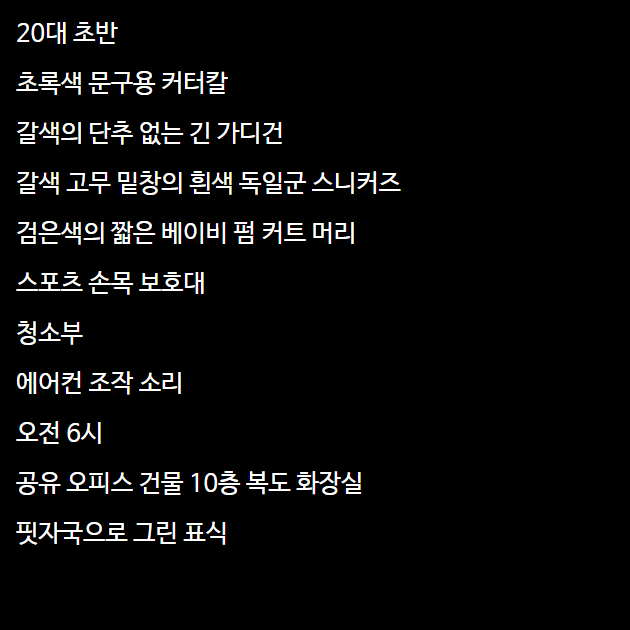 20대 초반
초록색 문구용 커터칼
갈색의 단추 없는 긴 가디건
갈색 고무 밑창의 흰색 독일군 스니커즈
검은색의 짧은 베이비 펌 커트 머리
스포츠 손목 보호대
청소부
에어컨 조작 소리
오전 6시
공유 오피스 건물 10층 복도 화장실
핏자국으로 그린 표식